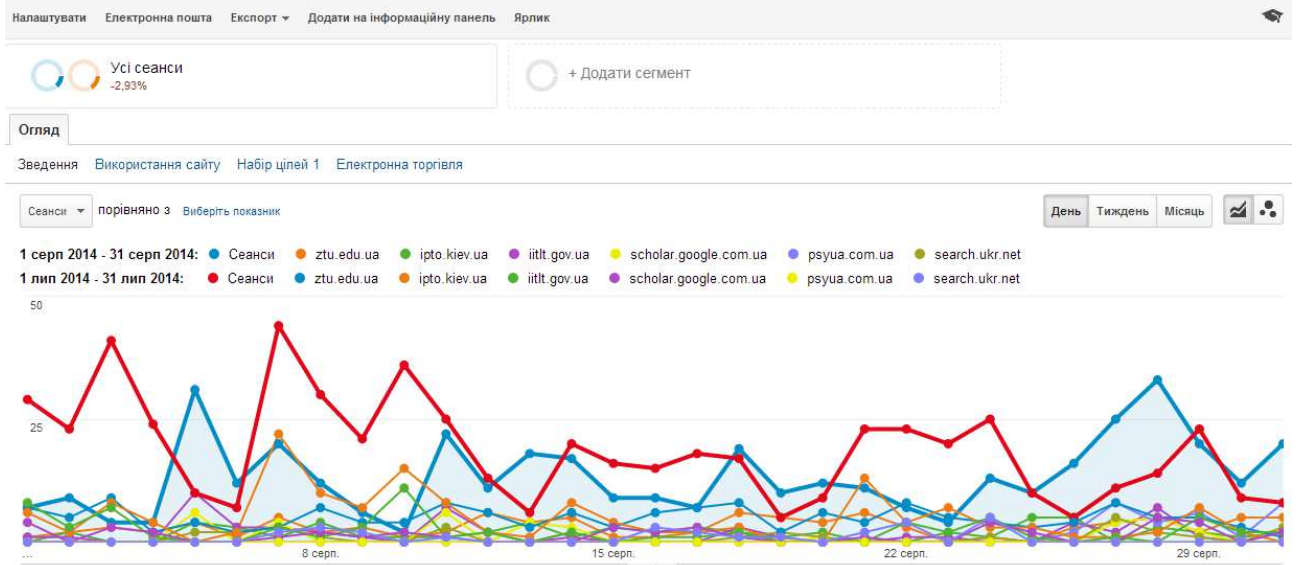 Налаштувати Електронна пошта Експорт Додати на інформаційну панель Ярлик
Усі сеанси
-2,93%
+ Додати сегмент
Огляд
Зведення Використання сайту Набір цілей 1 Електронна торгівля
Сеанси порівняно з Виберіть показник
День Тиждень Місяць
1 серп 2014 - 31 серп 2014: Сеанси ztu.edu.ua ipto.kiev.ua iitlt.gov.ua scholar.google.com.ua psyua.com.ua search.ukr.net
1 лип 2014 - 31 лип 2014: Сеанси ztu.edu.ua ipto.kiev.ua iitlt.gov.ua scholar.google.com.ua psyua.com.ua search.ukr.net
50
25
... 8 серп. 15 серп. 22 серп. 29 серп.